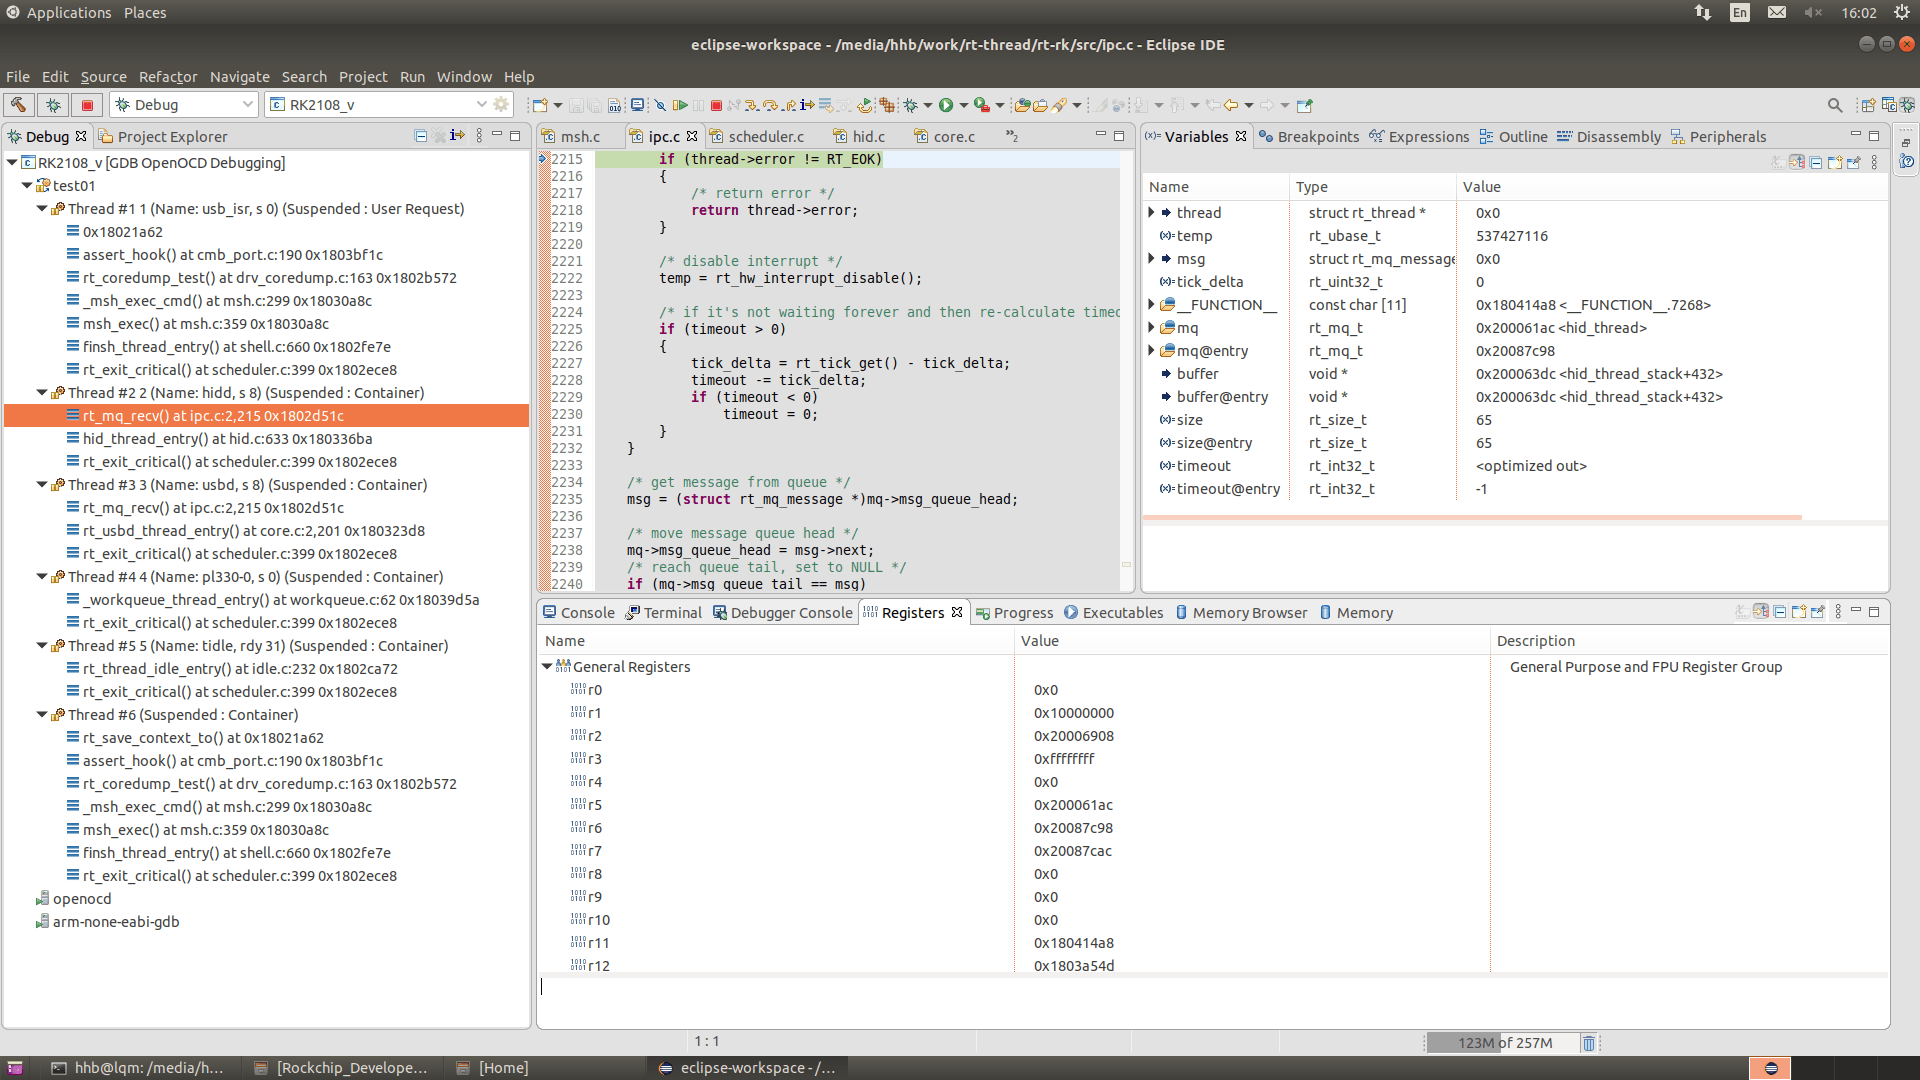 Applications Places En 16:02
eclipse-workspace - /media/hhb/work/rt-thread/rt-rk/src/ipc.c - Eclipse IDE
File Edit Source Refactor Navigate Search Project Run Window Help
Debug RK2108_v
Debug Project Explorer
RK2108_v [GDB OpenOCD Debugging]
test01
Thread #1 1 (Name: usb_isr, s 0) (Suspended : User Request)
0x18021a62
assert_hook() at cmb_port.c:190 0x1803bf1c
rt_coredump_test() at drv_coredump.c:163 0x1802b572
_msh_exec_cmd() at msh.c:299 0x18030a8c
msh_exec() at msh.c:359 0x18030a8c
finsh_thread_entry() at shell.c:660 0x1802fe7e
rt_exit_critical() at scheduler.c:399 0x1802ece8
Thread #2 2 (Name: hidd, s 8) (Suspended : Container)
rt_mq_recv() at ipc.c:2,215 0x1802d51c
hid_thread_entry() at hid.c:633 0x180336ba
rt_exit_critical() at scheduler.c:399 0x1802ece8
Thread #3 3 (Name: usbd, s 8) (Suspended : Container)
rt_mq_recv() at ipc.c:2,215 0x1802d51c
rt_usbd_thread_entry() at core.c:2,201 0x180323d8
rt_exit_critical() at scheduler.c:399 0x1802ece8
Thread #4 4 (Name: pl330-0, s 0) (Suspended : Container)
_workqueue_thread_entry() at workqueue.c:62 0x18039d5a
rt_exit_critical() at scheduler.c:399 0x1802ece8
Thread #5 5 (Name: tidle, rdy 31) (Suspended : Container)
rt_thread_idle_entry() at idle.c:232 0x1802ca72
rt_exit_critical() at scheduler.c:399 0x1802ece8
Thread #6 (Suspended : Container)
rt_save_context_to() at 0x18021a62
assert_hook() at cmb_port.c:190 0x1803bf1c
rt_coredump_test() at drv_coredump.c:163 0x1802b572
_msh_exec_cmd() at msh.c:299 0x18030a8c
msh_exec() at msh.c:359 0x18030a8c
finsh_thread_entry() at shell.c:660 0x1802fe7e
rt_exit_critical() at scheduler.c:399 0x1802ece8
openocd
arm-none-eabi-gdb
msh.c ipc.c scheduler.c hid.c core.c »2
2215 if (thread->error != RT_EOK)
2216 {
2217 /* return error */
2218 return thread->error;
2219 }
2220
2221 /* disable interrupt */
2222 temp = rt_hw_interrupt_disable();
2223
2224 /* if it's not waiting forever and then re-calculate timeo
2225 if (timeout > 0)
2226 {
2227 tick_delta = rt_tick_get() - tick_delta;
2228 timeout -= tick_delta;
2229 if (timeout < 0)
2230 timeout = 0;
2231 }
2232 }
2233
2234 /* get message from queue */
2235 msg = (struct rt_mq_message *)mq->msg_queue_head;
2236
2237 /* move message queue head */
2238 mq->msg_queue_head = msg->next;
2239 /* reach queue tail, set to NULL */
2240 if (mq->msg_queue_tail == msg)
Variables Breakpoints Expressions Outline Disassembly Peripherals
Name Type Value
thread struct rt_thread * 0x0
temp rt_ubase_t 537427116
msg struct rt_mq_message 0x0
tick_delta rt_uint32_t 0
__FUNCTION__ const char [11] 0x180414a8 <__FUNCTION__.7268>
mq rt_mq_t 0x200061ac <hid_thread>
mq@entry rt_mq_t 0x20087c98
buffer void * 0x200063dc <hid_thread_stack+432>
buffer@entry void * 0x200063dc <hid_thread_stack+432>
size rt_size_t 65
size@entry rt_size_t 65
timeout rt_int32_t <optimized out>
timeout@entry rt_int32_t -1
Console Terminal Debugger Console Registers Progress Executables Memory Browser Memory
Name Value Description
General Registers General Purpose and FPU Register Group
r0 0x0
r1 0x10000000
r2 0x20006908
r3 0xffffffff
r4 0x0
r5 0x200061ac
r6 0x20087c98
r7 0x20087cac
r8 0x0
r9 0x0
r10 0x0
r11 0x180414a8
r12 0x1803a54d
1 : 1 123M of 257M
hhb@lqm: /media/h... [Rockchip_Develope... [Home] eclipse-workspace - /...